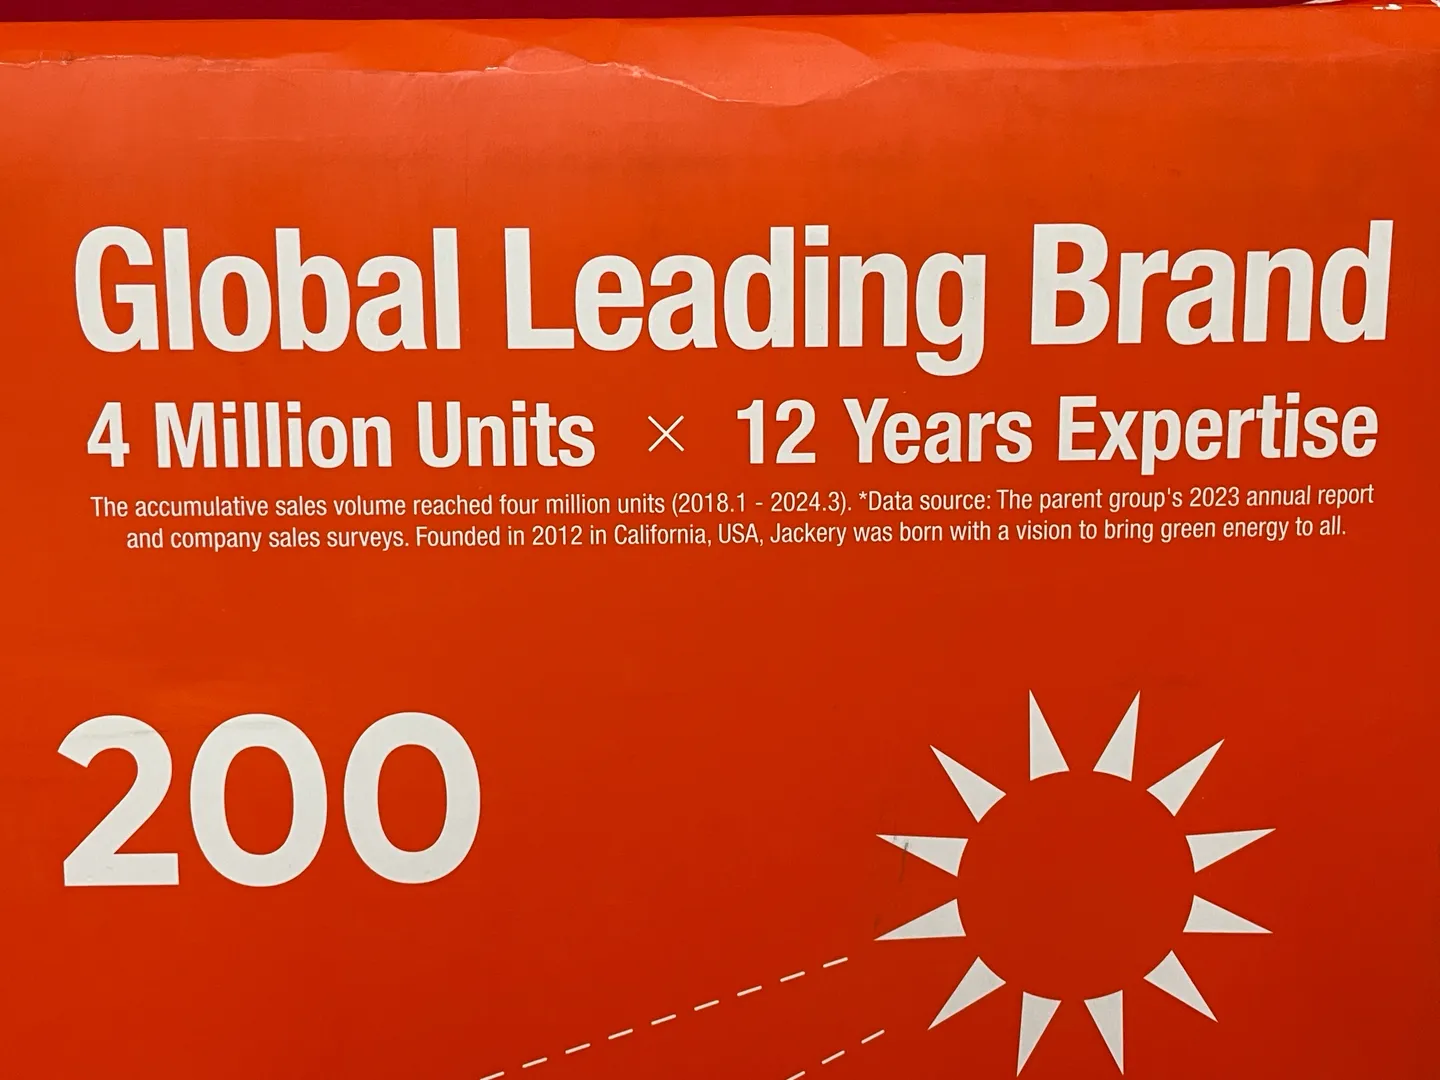 Global Leading Brand
4 Million Units × 12 Years Expertise
The accumulative sales volume reached four million units (2018.1 - 2024.3). *Data source: The parent group's 2023 annual report
and company sales surveys. Founded in 2012 in California, USA, Jackery was born with a vision to bring green energy to all.
200